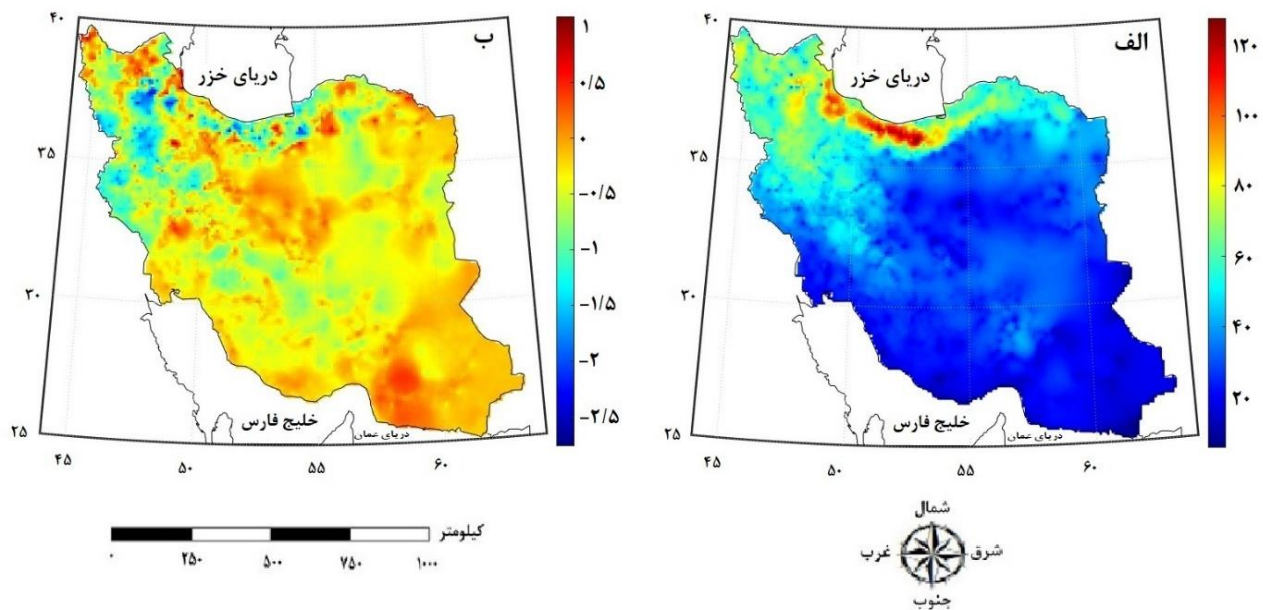 الف
دریای خزر
خلیج فارس
دریای عمان
۴۰
۳۵
۳۰
۲۵
۴۵
۵۰
۵۵
۶۰
۱۲۰
۱۰۰
۸۰
۶۰
۴۰
۲۰
ب
دریای خزر
خلیج فارس
دریای عمان
۴۰
۳۵
۳۰
۲۵
۴۵
۵۰
۵۵
۶۰
۱
۰/۵
۰
-۰/۵
-۱
-۱/۵
-۲
-۲/۵
شمال
شرق
غرب
جنوب
کیلومتر
۰ ۲۵۰ ۵۰۰ ۷۵۰ ۱۰۰۰